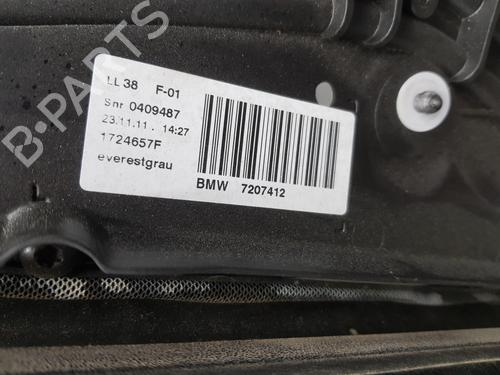 B-PARTS
LL 38 F-01
Snr 0409487
23.11.11 . 14:27
1724657F
everestgrau
BMW 7207412